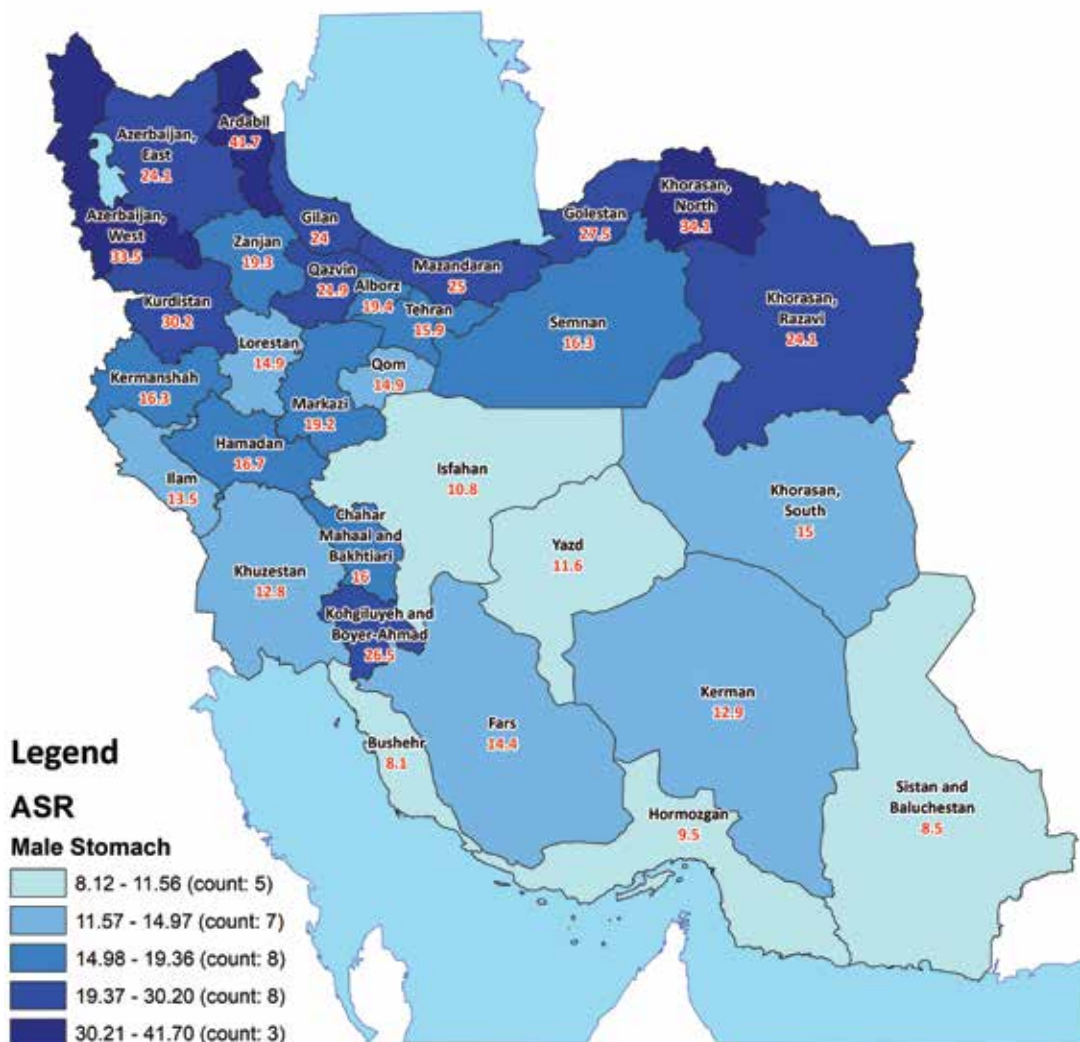 Ardabil
41.7
Azerbaijan,
East
24.1
Azerbaijan,
West
33.5
Gilan
24
Zanjan
19.3
Golestan
27.5
Khorasan,
North
34.1
Qazvin
21.9
Mazandaran
25
Alborz
19.4
Tehran
15.9
Kurdistan
30.2
Khorasan,
Razavi
24.1
Semnan
16.3
Lorestan
14.9
Qom
14.9
Kermanshah
16.3
Markazi
19.2
Hamadan
16.7
Isfahan
10.8
Ilam
13.5
Khorasan,
South
15
Chahar
Mahaal and
Bakhtiari
16
Yazd
11.6
Khuzestan
12.8
Kohgiluyeh and
Boyer-Ahmad
26.5
Kerman
12.9
Fars
14.4
Bushehr
8.1
Sistan and
Baluchestan
8.5
Hormozgan
9.5
Legend
ASR
Male Stomach
8.12 - 11.56 (count: 5)
11.57 - 14.97 (count: 7)
14.98 - 19.36 (count: 8)
19.37 - 30.20 (count: 8)
30.21 - 41.70 (count: 3)